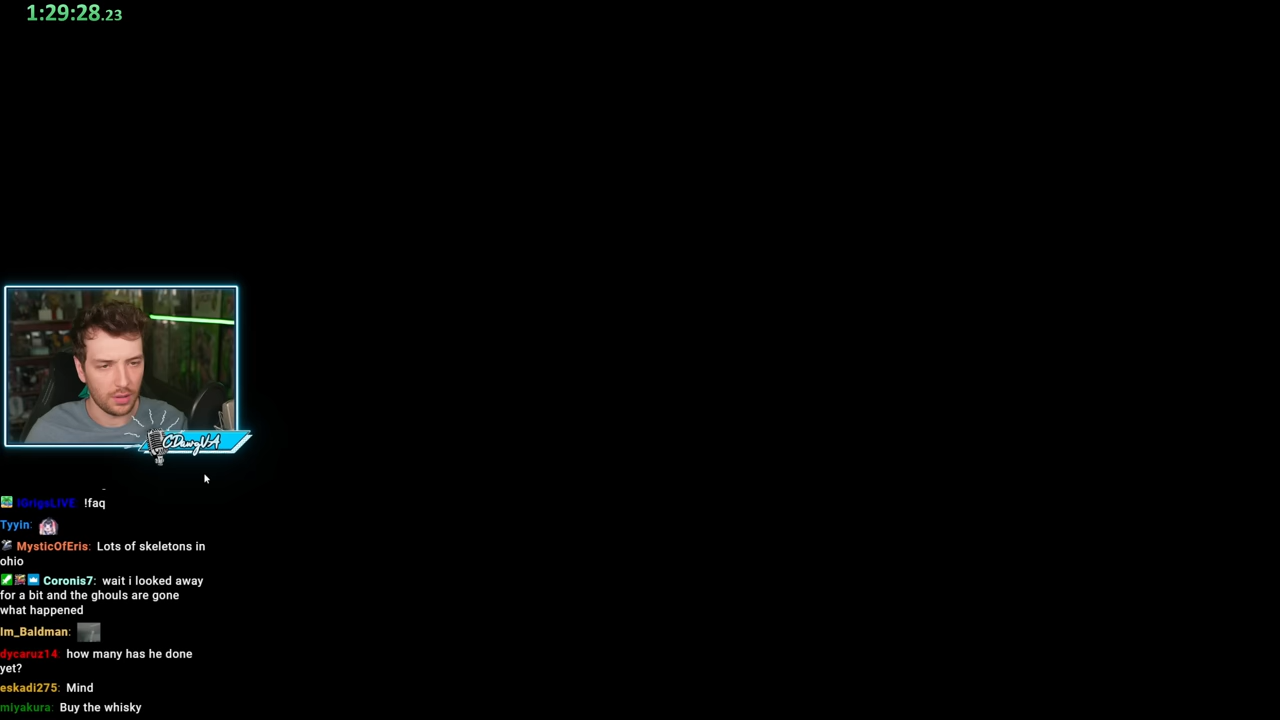 1:29:28.23
CDawgVA
iGrigsLIVE !faq
Tyyin:
MysticOfEris: Lots of skeletons in
ohio
Coronis7: wait i looked away
for a bit and the ghouls are gone
what happened
Im_Baldman:
dycaruz14 how many has he done
yet?
eskadi275: Mind
miyakura: Buy the whisky